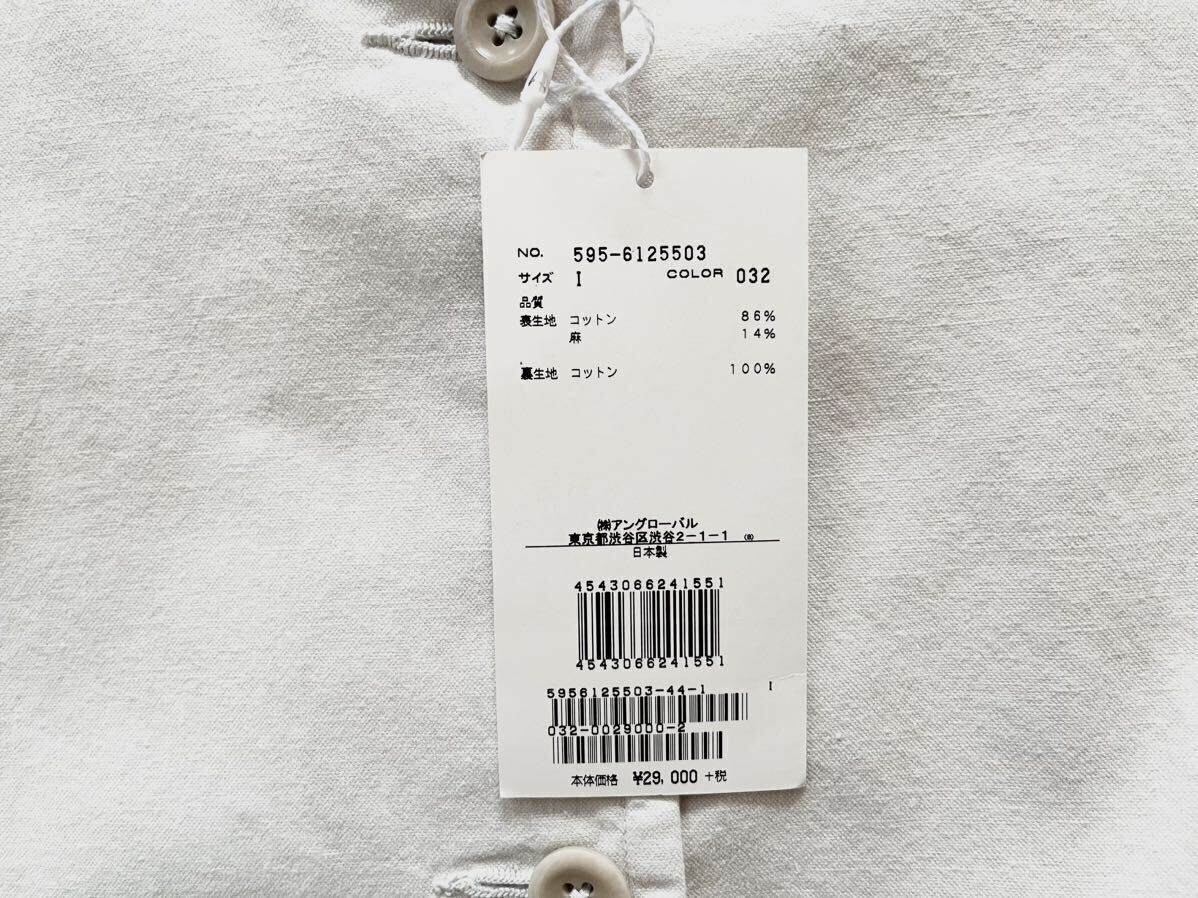 NO. 595-6125503
サイズ I COLOR 032
品質
表生地 コットン 86%
麻 14%
裏生地 コットン 100%
㈱アングローバル
東京都渋谷区渋谷2-1-1
日本製
4543066241551
4543066241551
5956125503-44-1 I
032-0029000-2
本体価格 ¥29,000 +税